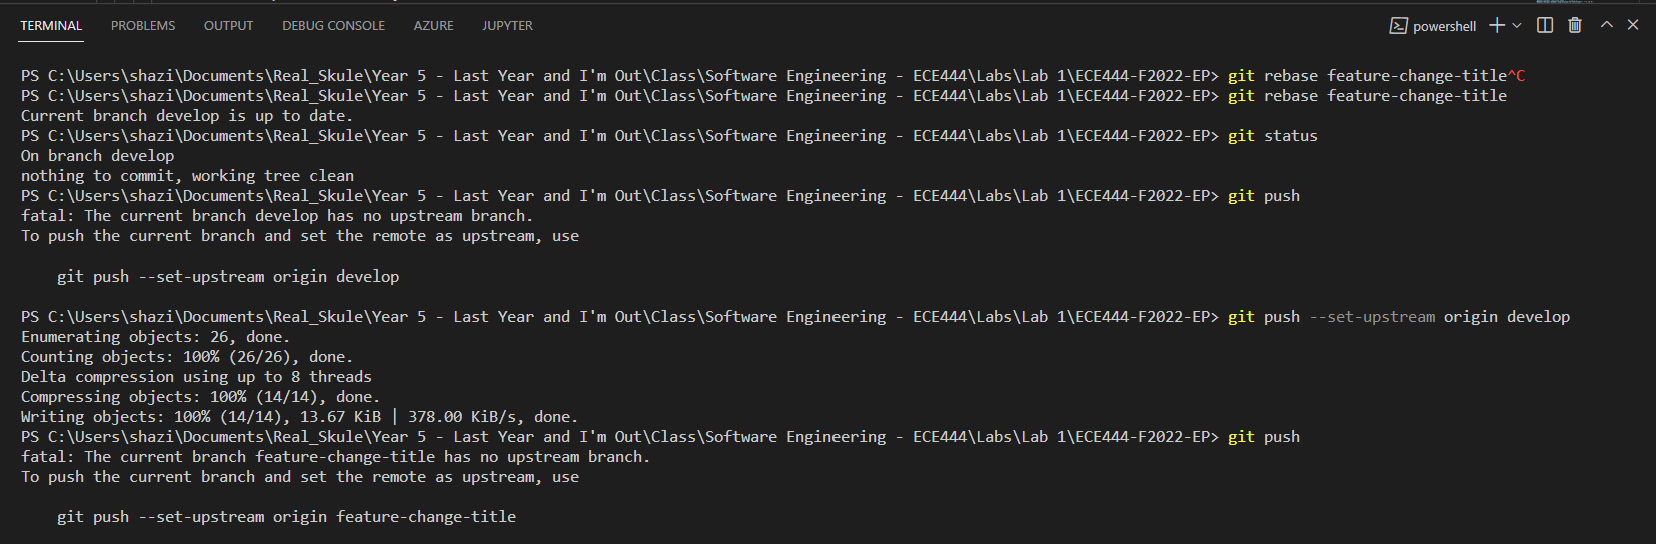 TERMINAL PROBLEMS OUTPUT DEBUG CONSOLE AZURE JUPYTER powershell
PS C:\Users\shazi\Documents\Real_Skule\Year 5 - Last Year and I'm Out\Class\Software Engineering - ECE444\Labs\Lab 1\ECE444-F2022-EP> git rebase feature-change-title^C
PS C:\Users\shazi\Documents\Real_Skule\Year 5 - Last Year and I'm Out\Class\Software Engineering - ECE444\Labs\Lab 1\ECE444-F2022-EP> git rebase feature-change-title
Current branch develop is up to date.
PS C:\Users\shazi\Documents\Real_Skule\Year 5 - Last Year and I'm Out\Class\Software Engineering - ECE444\Labs\Lab 1\ECE444-F2022-EP> git status
On branch develop
nothing to commit, working tree clean
PS C:\Users\shazi\Documents\Real_Skule\Year 5 - Last Year and I'm Out\Class\Software Engineering - ECE444\Labs\Lab 1\ECE444-F2022-EP> git push
fatal: The current branch develop has no upstream branch.
To push the current branch and set the remote as upstream, use
git push --set-upstream origin develop
PS C:\Users\shazi\Documents\Real_Skule\Year 5 - Last Year and I'm Out\Class\Software Engineering - ECE444\Labs\Lab 1\ECE444-F2022-EP> git push --set-upstream origin develop
Enumerating objects: 26, done.
Counting objects: 100% (26/26), done.
Delta compression using up to 8 threads
Compressing objects: 100% (14/14), done.
Writing objects: 100% (14/14), 13.67 KiB | 378.00 KiB/s, done.
PS C:\Users\shazi\Documents\Real_Skule\Year 5 - Last Year and I'm Out\Class\Software Engineering - ECE444\Labs\Lab 1\ECE444-F2022-EP> git push
fatal: The current branch feature-change-title has no upstream branch.
To push the current branch and set the remote as upstream, use
git push --set-upstream origin feature-change-title